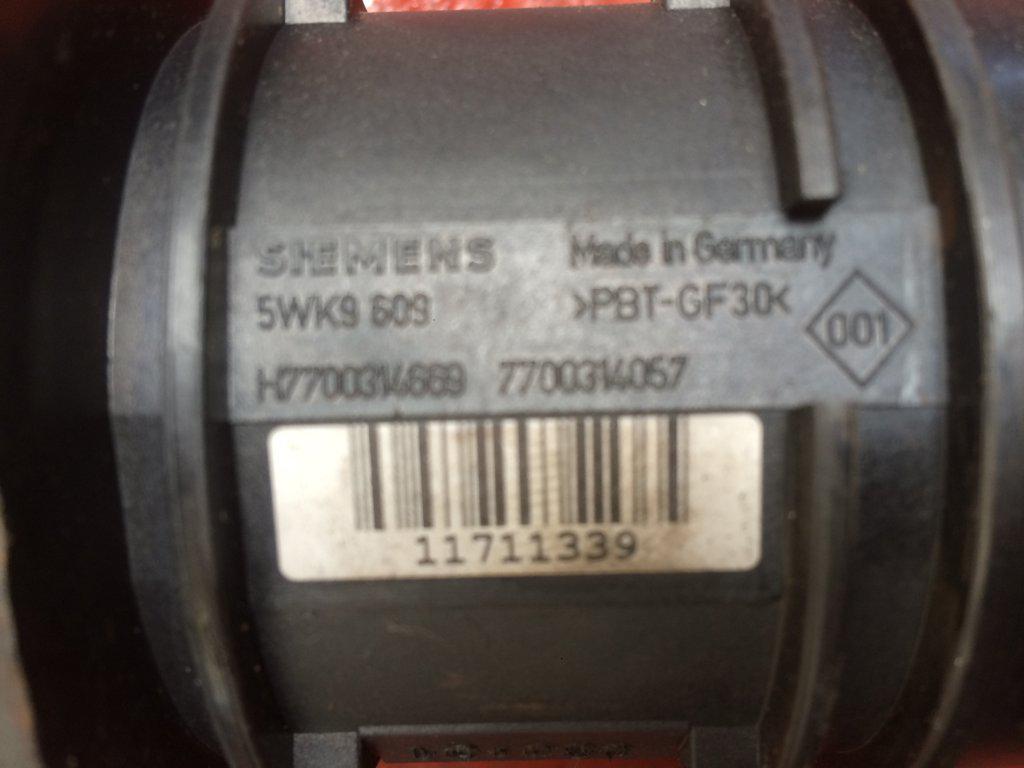 SIEMENS Made in Germany
5WK9 609 >PBT-GF30<
001
H7700314669 7700314057
11711339